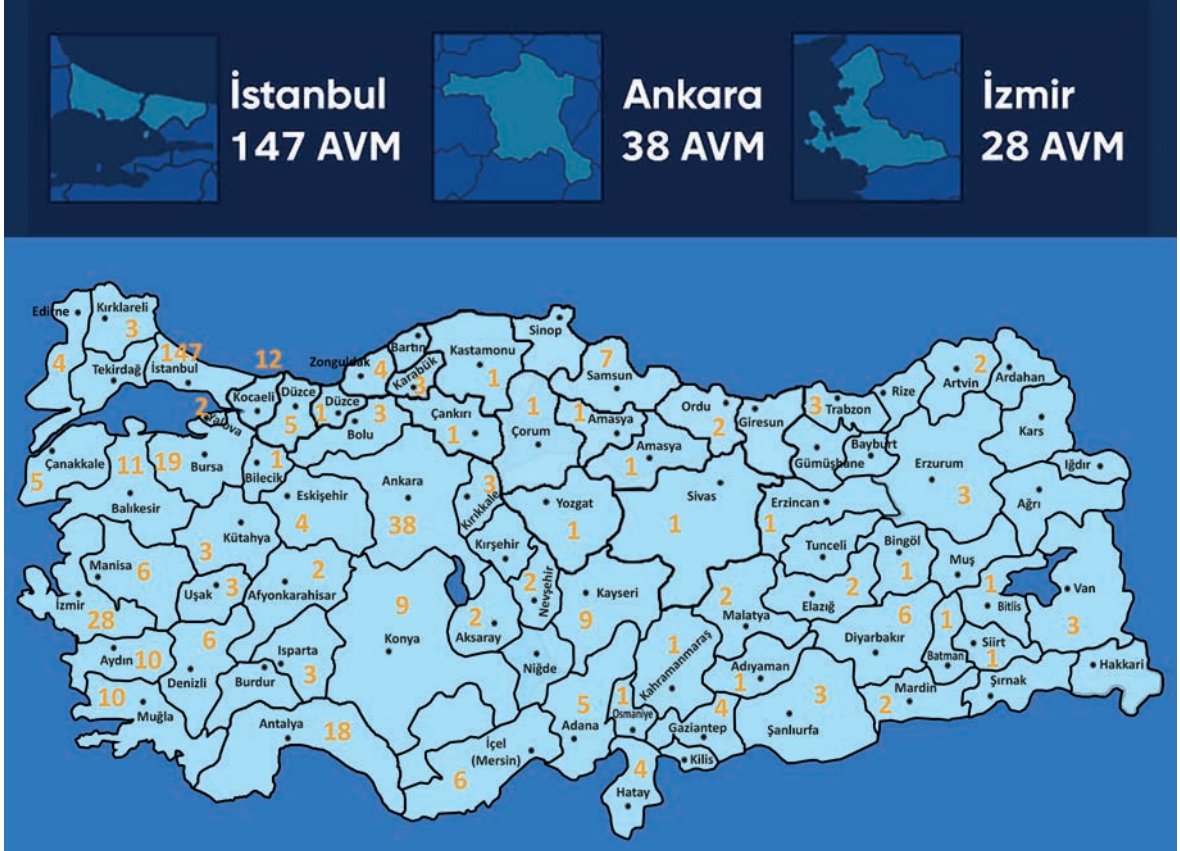 İstanbul
147 AVM
Ankara
38 AVM
İzmir
28 AVM
Edirne
4
Kırklareli
3
Tekirdağ
147
İstanbul
12
Kocaeli
2
Yalova
Düzce
5
1
Düzce
Zonguldak
4
Bartın
Karabük
3
Kastamonu
1
Sinop
7
Samsun
3
Bolu
Çankırı
1
1
Çorum
1
Amasya
Amasya
1
Ordu
2
Giresun
3
Trabzon
Rize
Artvin
2
Ardahan
Kars
Gümüşhane
Bayburt
Erzurum
3
Iğdır
Ağrı
Çanakkale
5
11
Balıkesir
19
Bursa
1
Bilecik
Eskişehir
4
Ankara
38
3
Kırıkkale
Yozgat
1
Sivas
1
Erzincan
1
Tunceli
Bingöl
1
Muş
1
Bitlis
Van
3
Kütahya
3
Manisa
6
Uşak
3
2
Afyonkarahisar
İzmir
28
Kırşehir
2
Nevşehir
Kayseri
9
9
Konya
2
Aksaray
2
Malatya
2
Elazığ
6
Diyarbakır
1
Batman
Siirt
1
Hakkari
Şırnak
Mardin
2
Aydın
10
6
Denizli
Isparta
3
Burdur
Niğde
1
Kahramanmaraş
Adıyaman
1
3
Şanlıurfa
10
Muğla
Antalya
18
İçel
(Mersin)
6
5
Adana
1
Osmaniye
4
Gaziantep
Kilis
4
Hatay